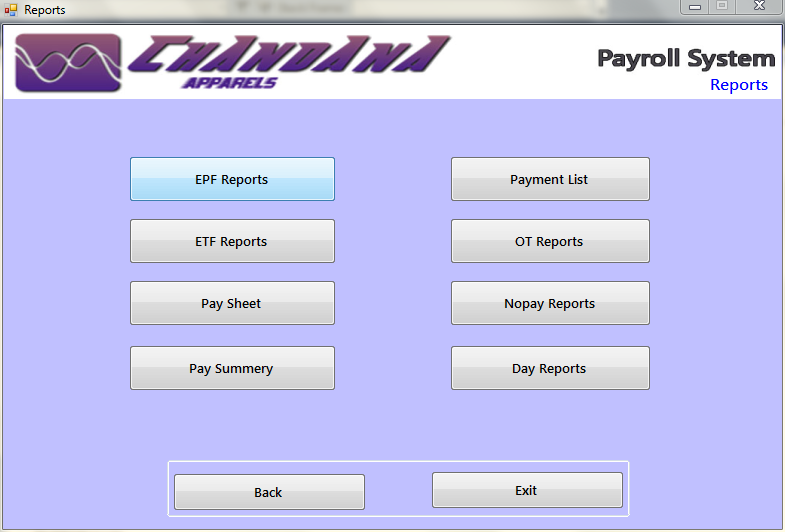 Reports
CHANDANA
APPARELS
Payroll System
Reports
EPF Reports
Payment List
ETF Reports
OT Reports
Pay Sheet
Nopay Reports
Pay Summery
Day Reports
Back
Exit